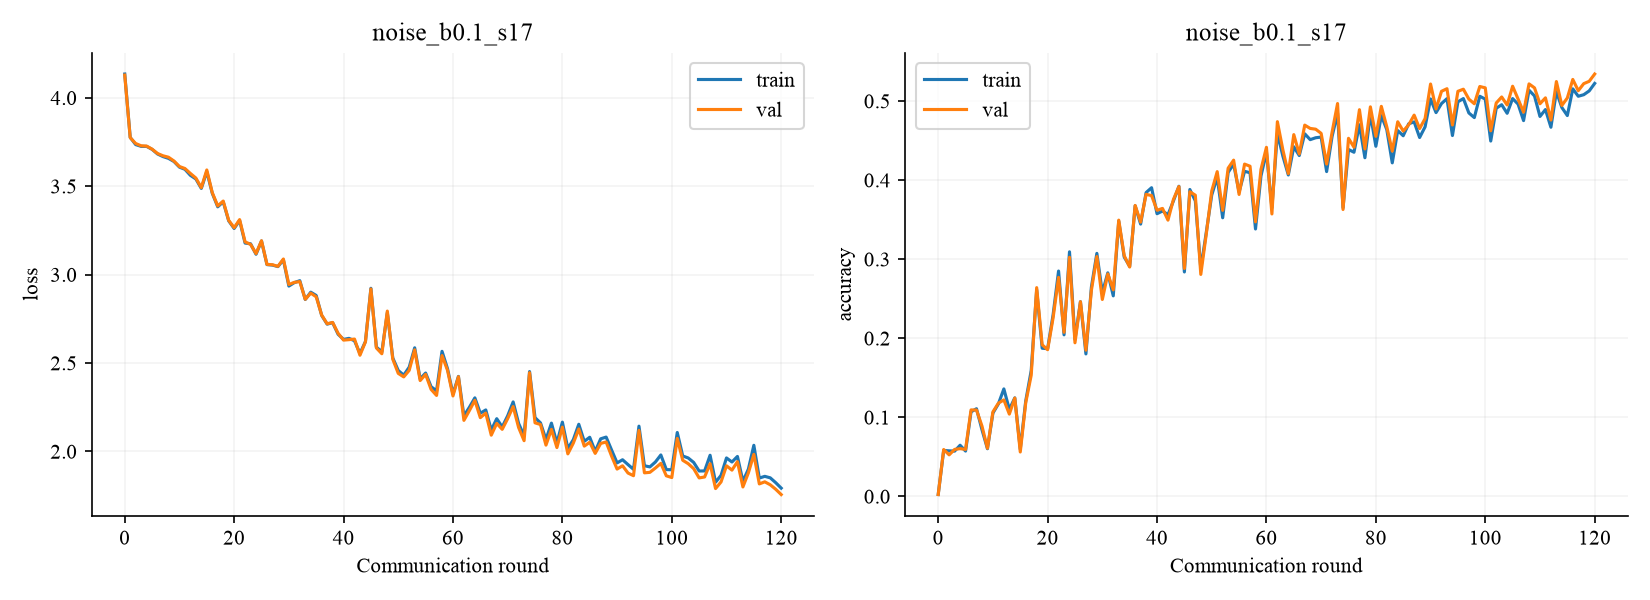 noise_b0.1_s17
train
val
loss
4.0
3.5
3.0
2.5
2.0
0 20 40 60 80 100 120
Communication round
noise_b0.1_s17
train
val
accuracy
0.5
0.4
0.3
0.2
0.1
0.0
0 20 40 60 80 100 120
Communication round